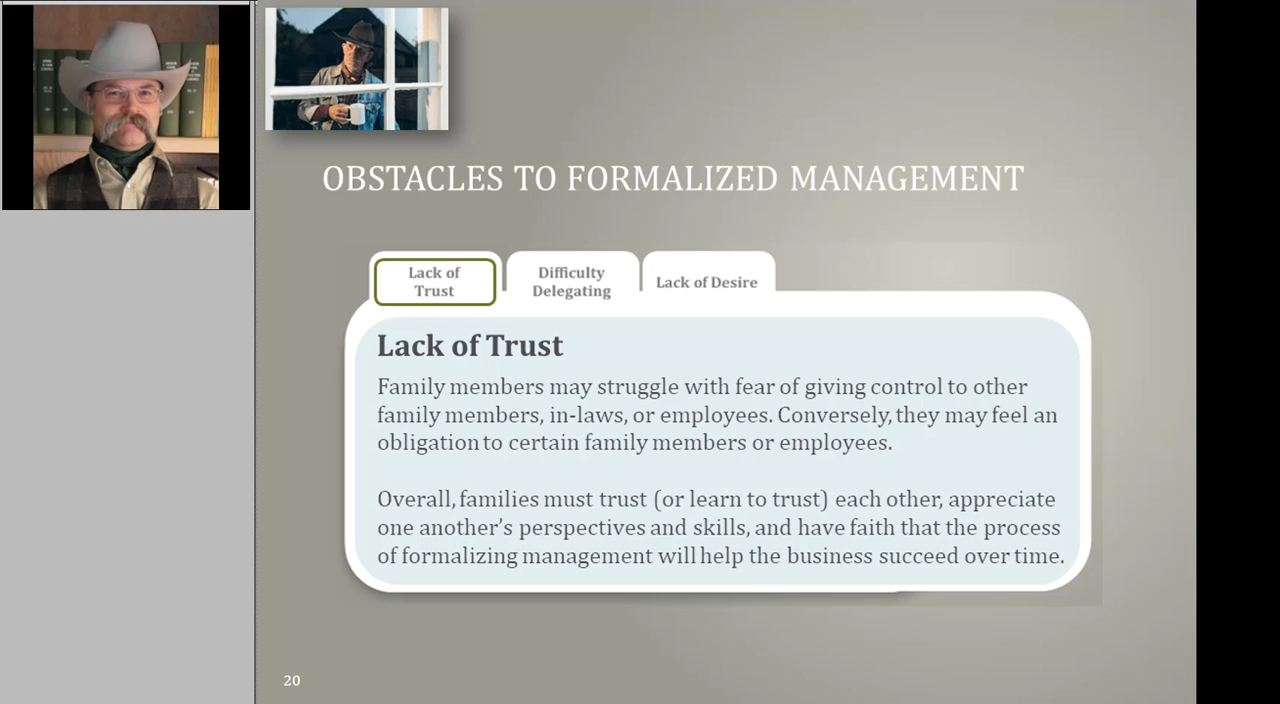 OBSTACLES TO FORMALIZED MANAGEMENT
Lack of
Trust
Difficulty
Delegating
Lack of Desire
Lack of Trust
Family members may struggle with fear of giving control to other
family members, in-laws, or employees. Conversely, they may feel an
obligation to certain family members or employees.
Overall, families must trust (or learn to trust) each other, appreciate
one another's perspectives and skills, and have faith that the process
of formalizing management will help the business succeed over time.
20